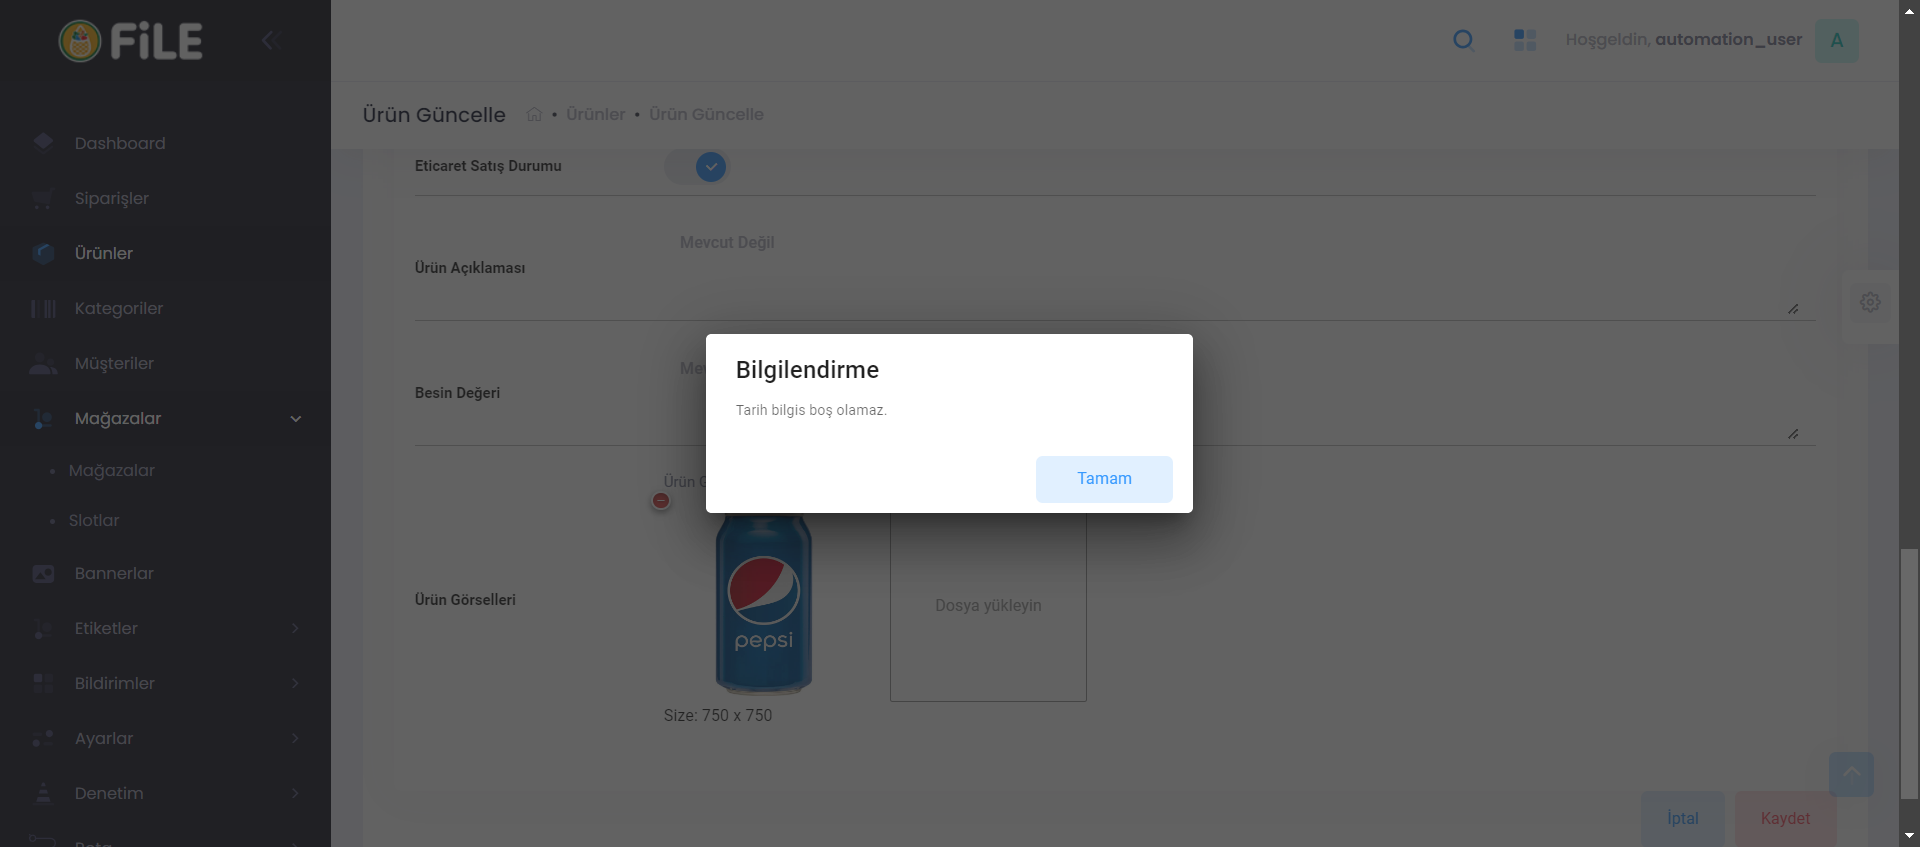 FiLE
Hoşgeldin, automation_user
A
Ürün Güncelle
Ürünler
Ürün Güncelle
Dashboard
Siparişler
Ürünler
Kategoriler
Müşteriler
Mağazalar
Mağazalar
Slotlar
Bannerlar
Etiketler
Bildirimler
Ayarlar
Denetim
Eticaret Satış Durumu
Mevcut Değil
Ürün Açıklaması
Besin Değeri
Bilgilendirme
Tarih bilgis boş olamaz.
Tamam
Ürün
Ürün Görselleri
pepsi
Dosya yükleyin
Size: 750 x 750
İptal
Kaydet